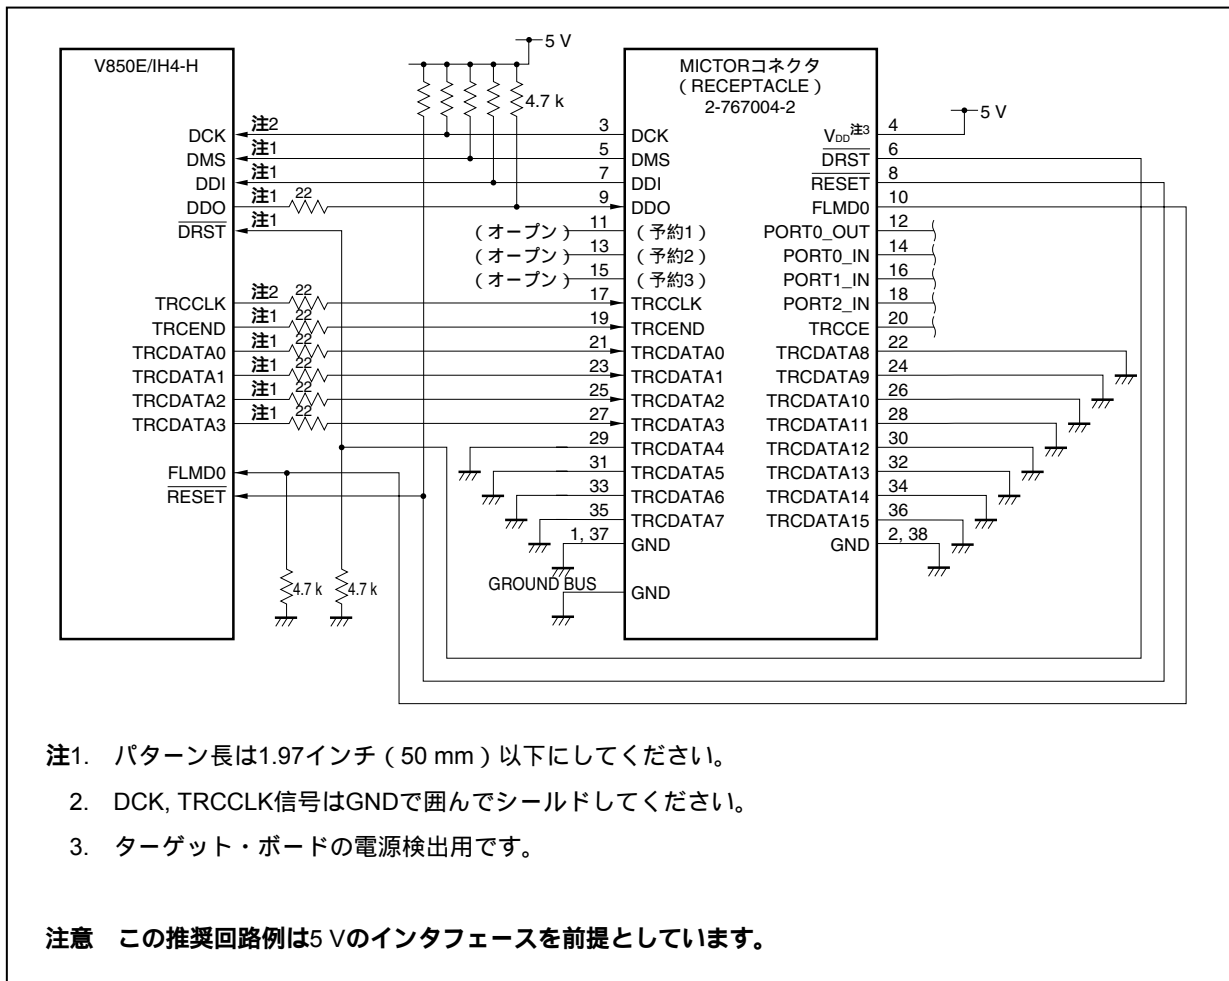 5 V
V850E/IH4-H
MICTORコネクタ
（RECEPTACLE）
2-767004-2
4.7 k
5 V
DCK 注2 3 DCK
DMS 注1 5 DMS
DDI 注1 7 DDI
DDO 注1 22 9 DDO
DRST 注1
11 （予約1）
（オープン）
13 （予約2）
（オープン）
15 （予約3）
（オープン）
TRCCLK 注2 22 17 TRCCLK
TRCEND 注1 22 19 TRCEND
TRCDATA0 注1 22 21 TRCDATA0
TRCDATA1 注1 22 23 TRCDATA1
TRCDATA2 注1 22 25 TRCDATA2
TRCDATA3 注1 22 27 TRCDATA3
29 TRCDATA4
31 TRCDATA5
33 TRCDATA6
35 TRCDATA7
1, 37 GND
GROUND BUS GND
FLMD0
RESET
4.7 k
4.7 k
VDD注3 4
DRST 6
RESET 8
FLMD0 10
PORT0_OUT 12
PORT0_IN 14
PORT1_IN 16
PORT2_IN 18
TRCCE 20
TRCDATA8 22
TRCDATA9 24
TRCDATA10 26
TRCDATA11 28
TRCDATA12 30
TRCDATA13 32
TRCDATA14 34
TRCDATA15 36
GND 2, 38
注1. パターン長は1.97インチ（50 mm）以下にしてください。
2. DCK, TRCCLK信号はGNDで囲んでシールドしてください。
3. ターゲット・ボードの電源検出用です。
注意 この推奨回路例は5 Vのインタフェースを前提としています。